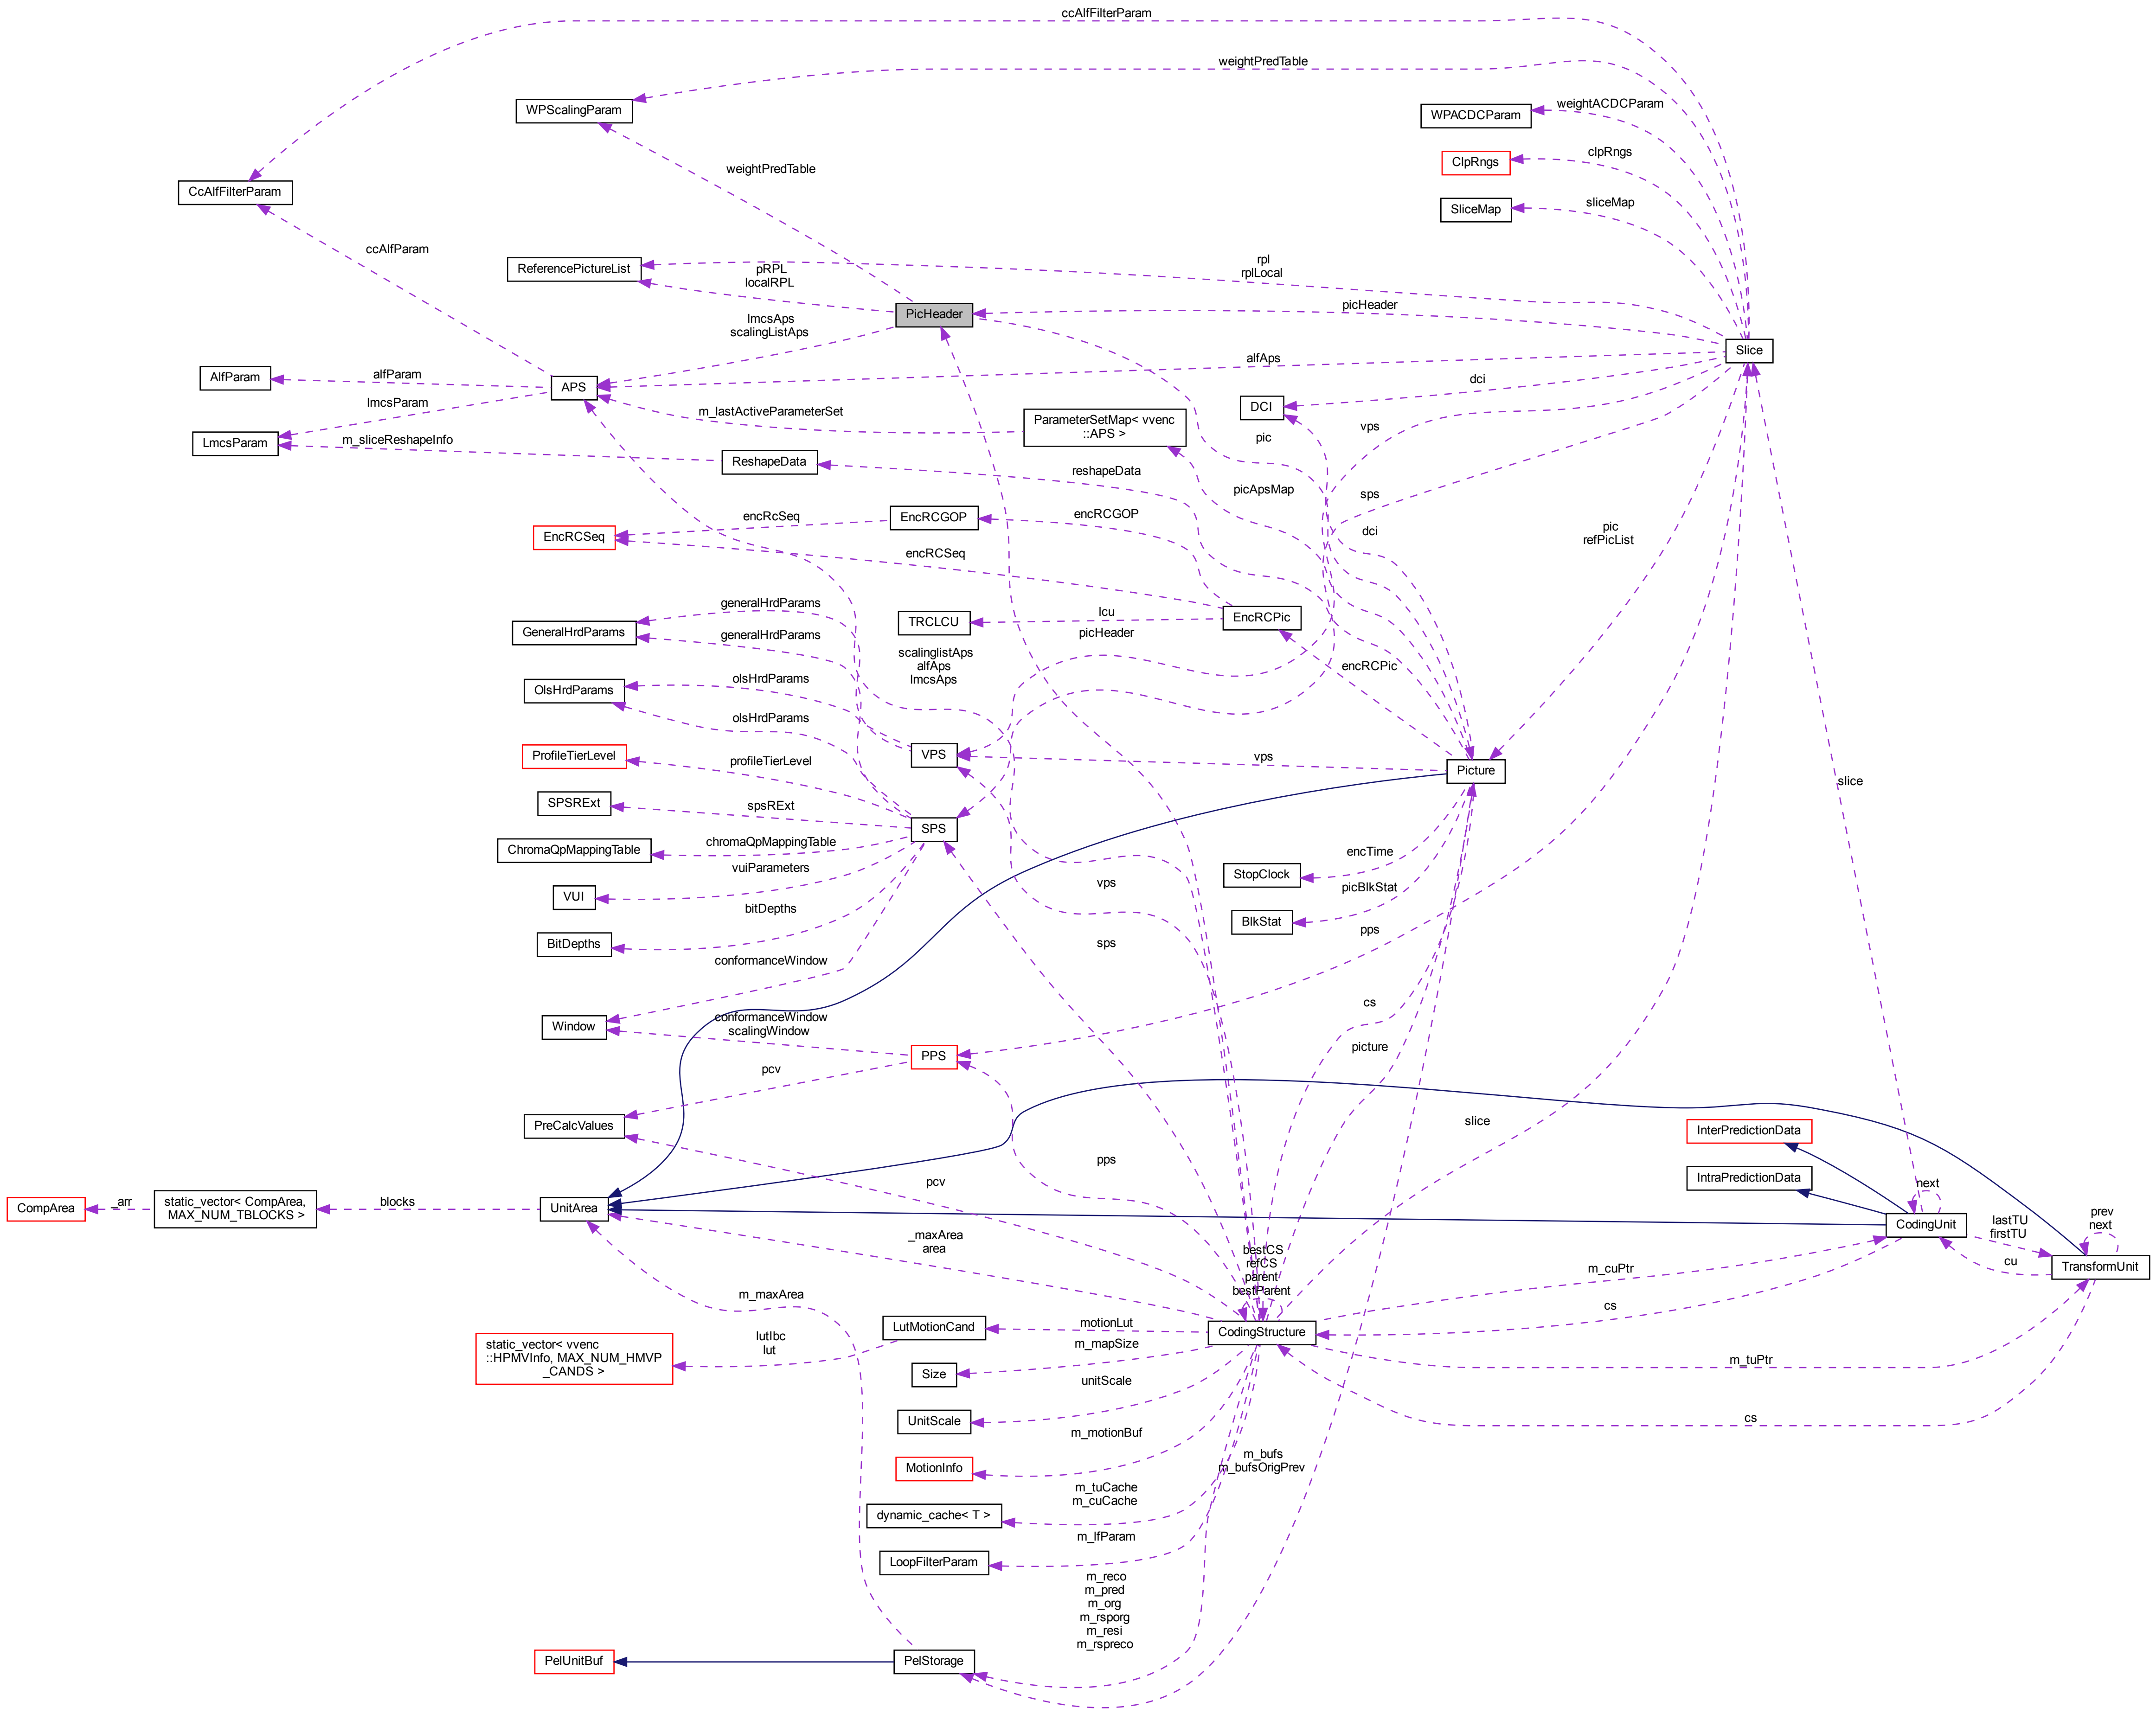 ccAlfFilterParam
weightPredTable
WPScalingParam
WPACDCParam
weightACDCParam
ClpRngs
clpRngs
weightPredTable
CcAlfFilterParam
SliceMap
sliceMap
ccAlfParam
ReferencePictureList
pRPL
localRPL
rpl
rplLocal
PicHeader
picHeader
lmcsAps
scalingListAps
Slice
alfAps
AlfParam
alfParam
APS
dci
lmcsParam
m_lastActiveParameterSet
DCI
ParameterSetMap< vvenc
::APS >
vps
LmcsParam
m_sliceReshapeInfo
pic
ReshapeData
reshapeData
picApsMap
sps
EncRCSeq
encRcSeq
EncRCGOP
encRCGOP
dci
pic
refPicList
encRCSeq
generalHrdParams
TRCLCU
lcu
EncRCPic
GeneralHrdParams
generalHrdParams
picHeader
scalinglistAps
alfAps
lmcsAps
encRCPic
OlsHrdParams
olsHrdParams
olsHrdParams
ProfileTierLevel
profileTierLevel
VPS
vps
Picture
slice
SPSRExt
spsRExt
SPS
ChromaQpMappingTable
chromaQpMappingTable
encTime
vuiParameters
StopClock
vps
VUI
picBlkStat
bitDepths
BlkStat
pps
BitDepths
sps
conformanceWindow
cs
Window
conformanceWindow
scalingWindow
PPS
picture
pcv
PreCalcValues
slice
InterPredictionData
pps
IntraPredictionData
pcv
next
CompArea
_arr
static_vector< CompArea,
MAX_NUM_TBLOCKS >
blocks
UnitArea
CodingUnit
lastTU
firstTU
prev
next
_maxArea
area
bestCS
refCS
parent
bestParent
m_cuPtr
cu
TransformUnit
m_maxArea
cs
LutMotionCand
motionLut
CodingStructure
static_vector< vvenc
::HPMVInfo, MAX_NUM_HMVP
_CANDS >
lutIbc
lut
m_mapSize
Size
m_tuPtr
unitScale
UnitScale
cs
m_motionBuf
MotionInfo
m_bufs
m_bufsOrigPrev
m_tuCache
m_cuCache
dynamic_cache< T >
m_lfParam
LoopFilterParam
m_reco
m_pred
m_org
m_rsporg
m_resi
m_rspreco
PelUnitBuf
PelStorage